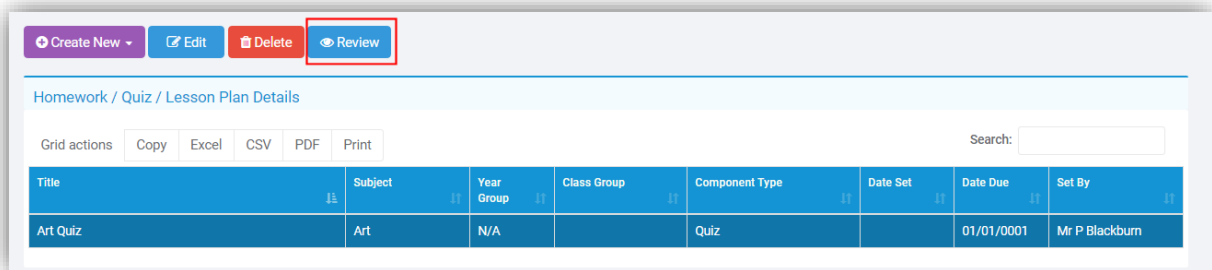 Create New Edit Delete Review
Homework / Quiz / Lesson Plan Details
Grid actions Copy Excel CSV PDF Print Search:
Title Subject Year Group Class Group Component Type Date Set Date Due Set By
Art Quiz Art N/A Quiz 01/01/0001 Mr P Blackburn